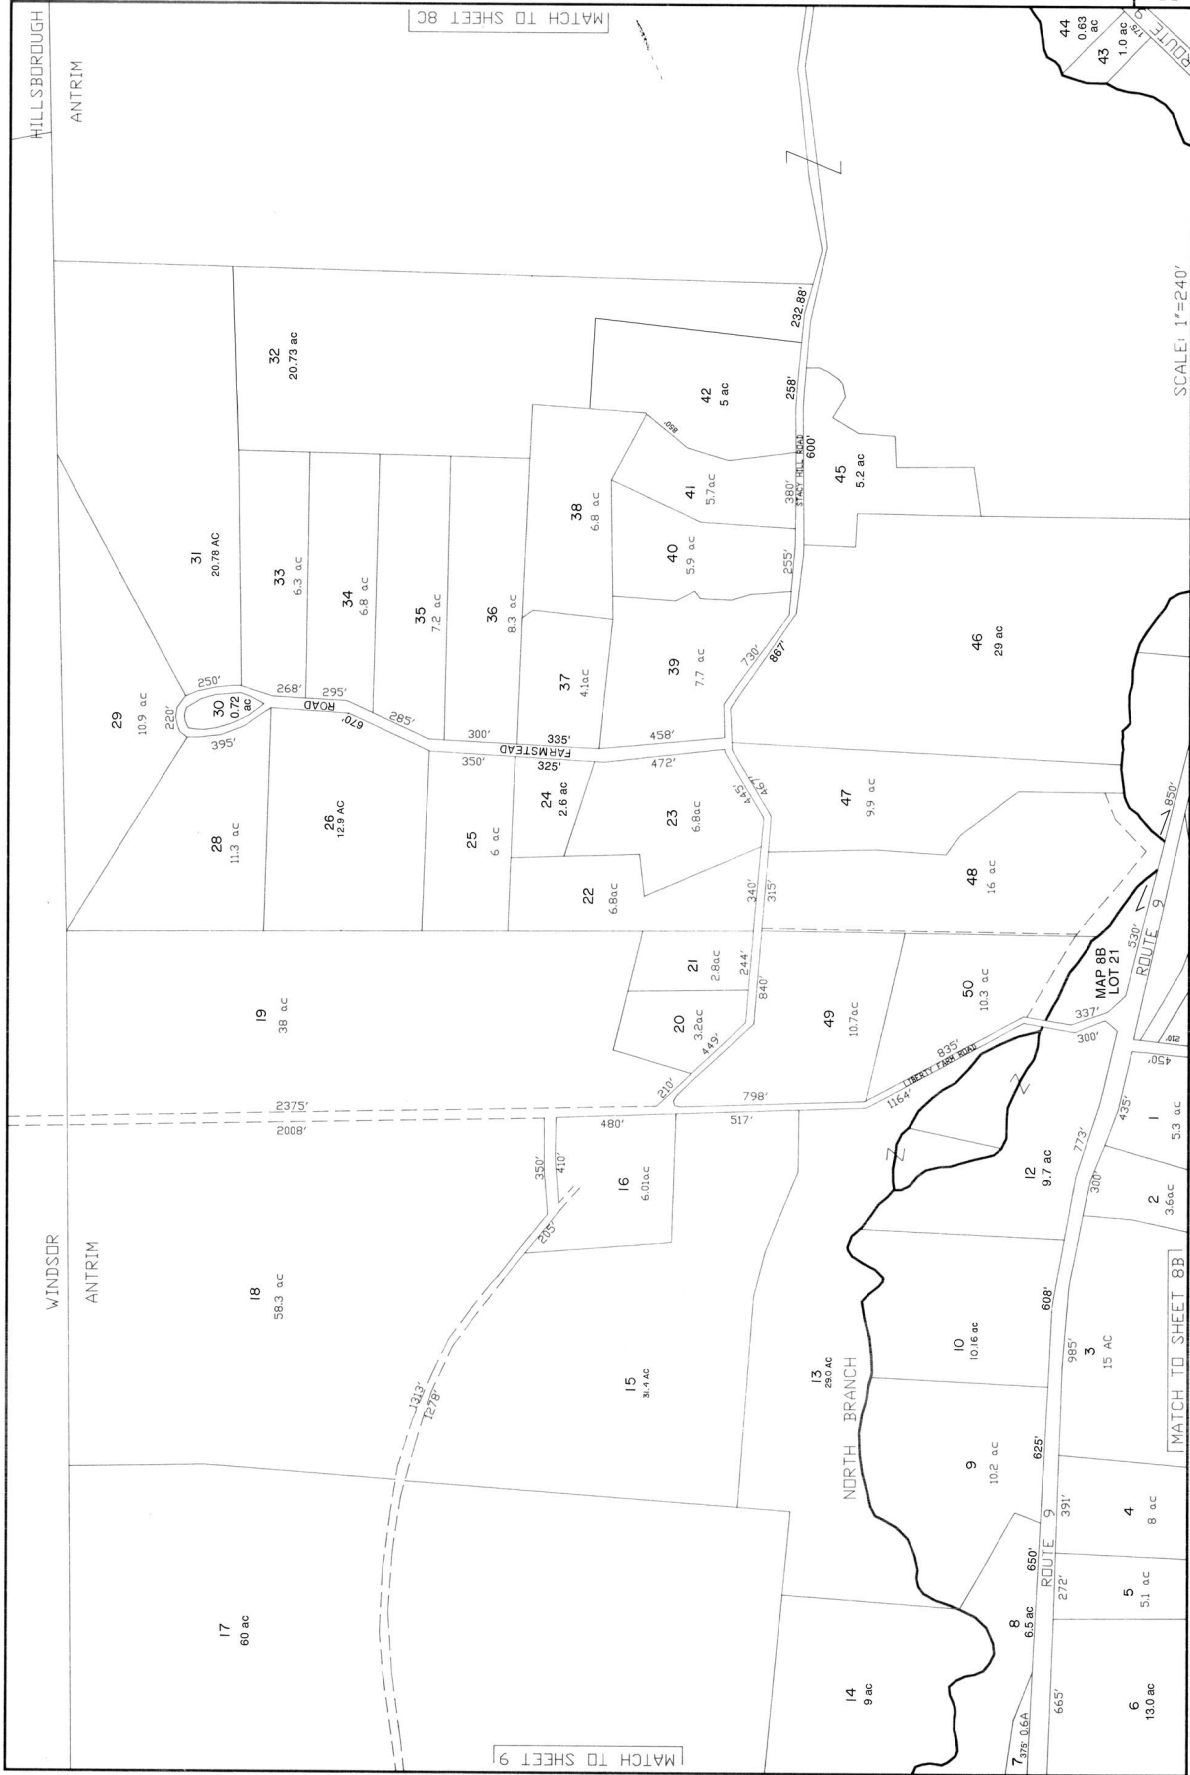 HILLSBOROUGH
ANTRIM
WINDSOR
ANTRIM
MATCH TO SHEET 8C
MATCH TO SHEET 9
MATCH TO SHEET 8B
SCALE: 1"=240'
17
60 ac
18
58.3 ac
2375'
2008'
19
38 ac
28
11.3 ac
29
10.9 ac
395'
220'
250'
30
0.72
ac
31
20.78 AC
32
20.73 ac
26
12.9 AC
268'
295'
ROAD
670'
285'
33
6.3 ac
34
6.8 ac
35
7.2 ac
36
8.3 ac
25
6 ac
350'
300'
FARMSTEAD
335'
325'
24
2.6 ac
37
4.1ac
38
6.8 ac
22
6.8ac
23
6.8ac
472'
458'
39
7.7 ac
40
5.9 ac
41
5.7ac
850'
42
5 ac
232.88'
258'
STACY HILL ROAD
600'
380'
255'
730'
867'
445'
467'
340'
315'
21
2.8ac
244'
840'
20
3.2ac
449'
210'
350'
410'
480'
205'
16
6.01ac
517'
798'
1313'
1278'
15
31.4 AC
13
29.0 AC
NORTH BRANCH
14
9 ac
49
10.7ac
50
10.3 ac
835'
LIBERTY FARM ROAD
1164'
48
16 ac
47
9.9 ac
46
29 ac
45
5.2 ac
44
0.63
ac
43
1.0 ac
175'
ROUTE 9
850'
ROUTE 9
530'
MAP 8B
LOT 21
337'
300'
210'
450'
435'
1
5.3 ac
2
3.6ac
300'
773'
12
9.7 ac
10
10.16 ac
608'
985'
3
15 AC
9
10.2 ac
625'
391'
4
8 ac
ROUTE 9
650'
272'
5
5.1 ac
8
6.5 ac
665'
6
13.0 ac
7
375'
0.6A